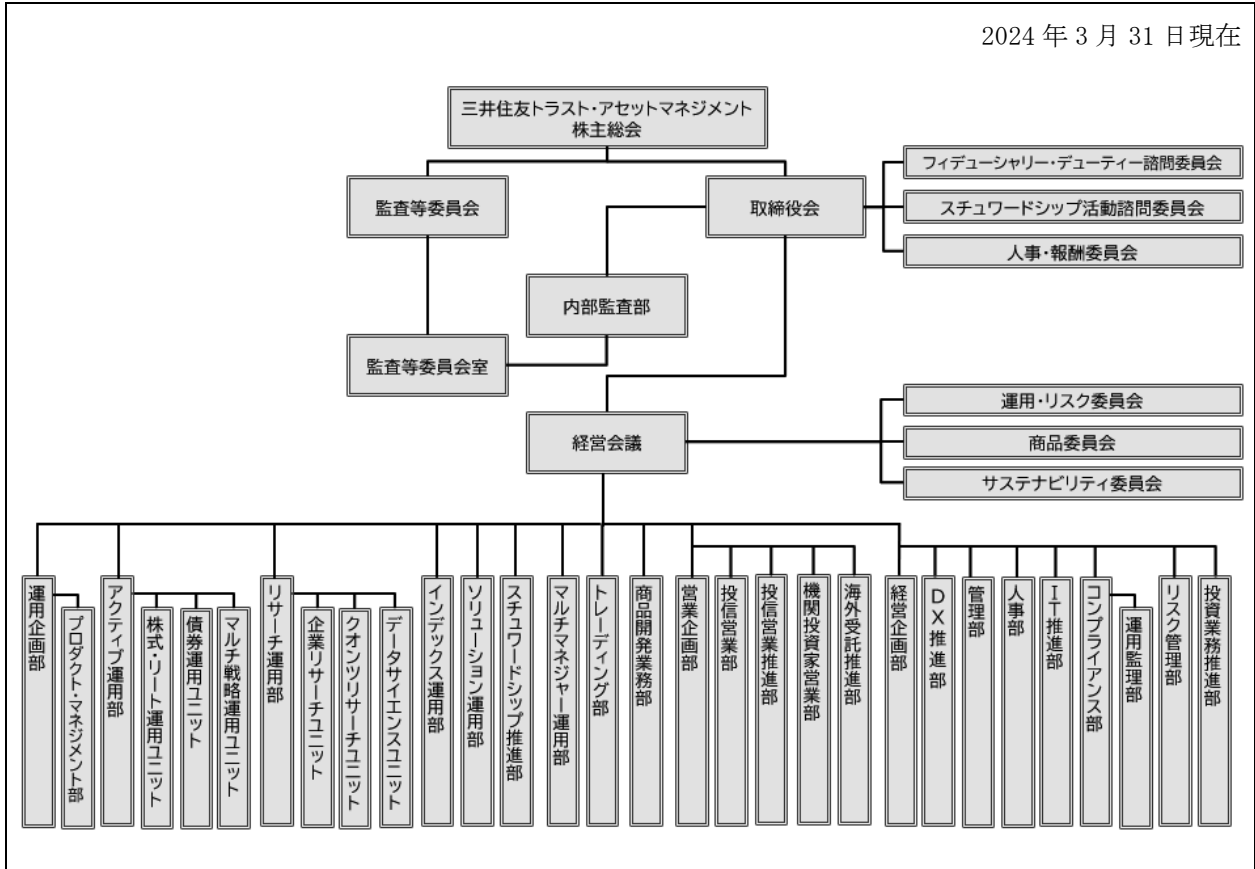 2024 年 3 月 31 日現在
三井住友トラスト・アセットマネジメント
株主総会
フィデューシャリー・デューティー諮問委員会
監査等委員会
取締役会
スチュワードシップ活動諮問委員会
人事・報酬委員会
内部監査部
監査等委員会室
運用・リスク委員会
経営会議
商品委員会
サステナビリティ委員会
運用企画部
プロダクト・マネジメント部
アクティブ運用部
株式・リート運用ユニット
債券運用ユニット
マルチ戦略運用ユニット
リサーチ運用部
企業リサーチユニット
クオンツリサーチユニット
データサイエンスユニット
インデックス運用部
ソリューション運用部
スチュワードシップ推進部
マルチマネジャー運用部
トレーディング部
商品開発業務部
営業企画部
投信営業部
投信営業推進部
機関投資家営業部
海外受託推進部
経営企画部
DX推進部
管理部
人事部
IT推進部
コンプライアンス部
運用監理部
リスク管理部
投資業務推進部